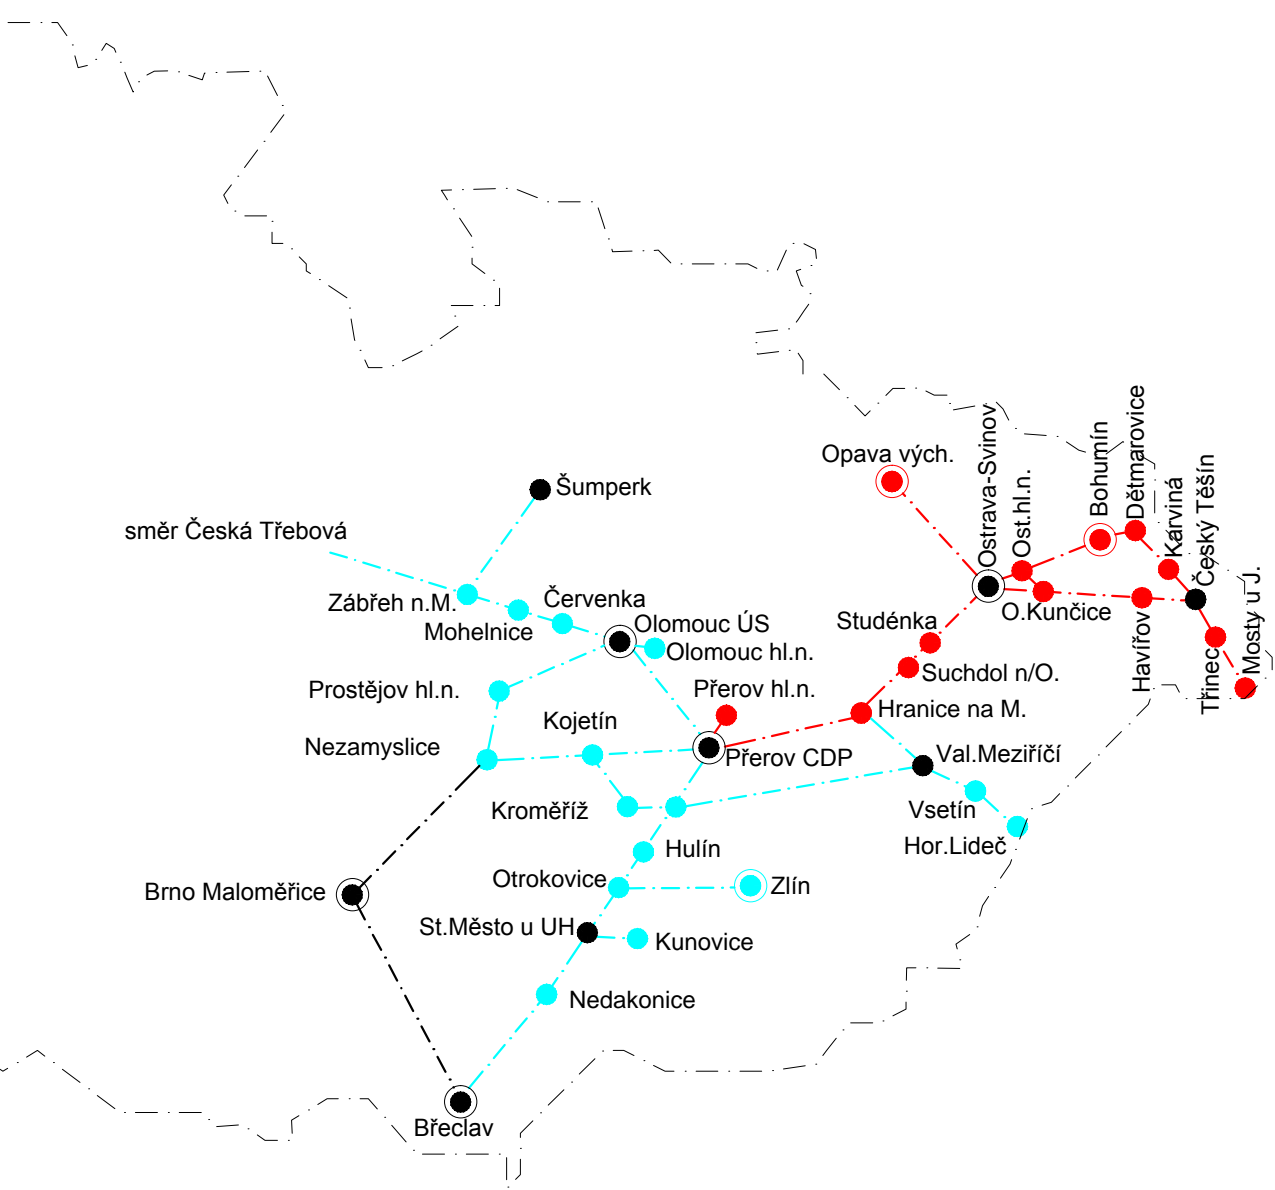 Opava vých.
Ostrava-Svinov
Ost.hl.n.
Bohumín
Dětmarovice
Karviná
Český Těšín
Mosty u J.
Šumperk
směr Česká Třebová
Zábřeh n.M.
Mohelnice
Červenka
Olomouc ÚS
Olomouc hl.n.
O.Kunčice
Havířov
Třinec
Studénka
Suchdol n/O.
Prostějov hl.n.
Přerov hl.n.
Hranice na M.
Kojetín
Nezamyslice
Přerov CDP
Val.Meziříčí
Kroměříž
Vsetín
Hor.Lideč
Hulín
Otrokovice
Zlín
Brno Maloměřice
St.Město u UH
Kunovice
Nedakonice
Břeclav